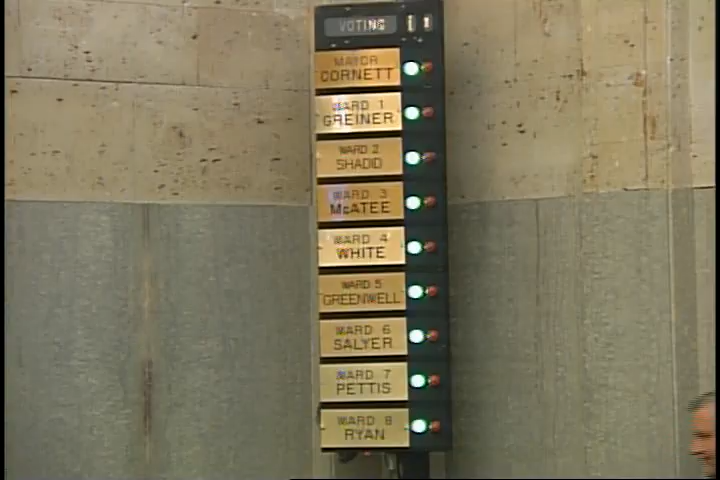 VOTING
MAYOR
CORNETT
WARD 1
GREINER
WARD 2
SHADID
WARD 3
McATEE
WARD 4
WHITE
WARD 5
GREENWELL
WARD 6
SALYER
WARD 7
PETTIS
WARD 8
RYAN